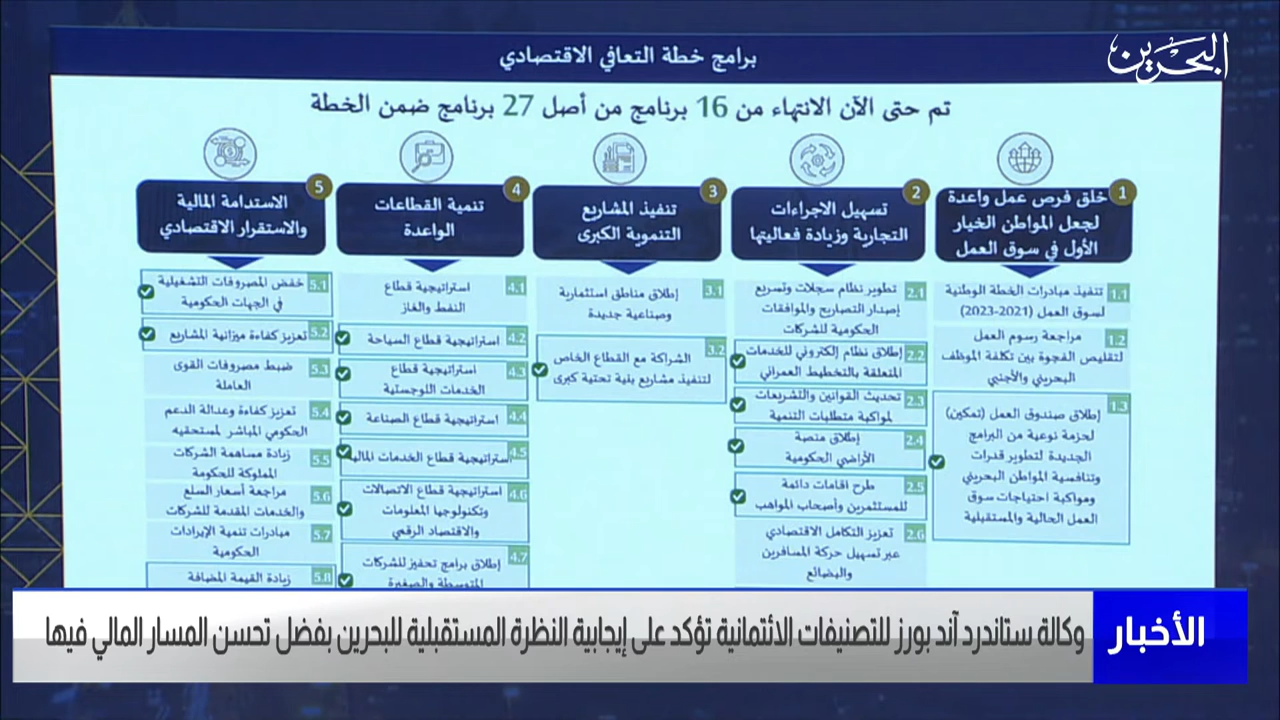 البحرين
برامج خطة التعافي الاقتصادي
تم حتى الآن الانتهاء من 16 برنامج من أصل 27 برنامج ضمن الخطة
1
خلق فرص عمل واعدة
لجعل المواطن الخيار
الأول في سوق العمل
1.1
تنفيذ مبادرات الخطة الوطنية
لسوق العمل (2021-2023)
1.2
مراجعة رسوم العمل
لتقليص الفجوة بين تكلفة الموظف
البحريني والأجنبي
1.3
إطلاق صندوق العمل (تمكين)
لحزمة نوعية من البرامج
الجديدة لتطوير قدرات
وتنافسية المواطن البحريني
ومواكبة احتياجات سوق
العمل الحالية والمستقبلية
2
تسهيل الاجراءات
التجارية وزيادة فعاليتها
2.1
تطوير نظام سجلات وتسريع
إصدار التصاريح والموافقات
الحكومية للشركات
2.2
إطلاق نظام إلكتروني للخدمات
المتعلقة بالتخطيط العمراني
2.3
تحديث القوانين والتشريعات
لمواكبة متطلبات التنمية
2.4
إطلاق منصة
الأراضي الحكومية
2.5
طرح اقامات دائمة
للمستثمرين وأصحاب المواهب
2.6
تعزيز التكامل الاقتصادي
عبر تسهيل حركة المسافرين
والبضائع
3
تنفيذ المشاريع
التنموية الكبرى
3.1
إطلاق مناطق استثمارية
وصناعية جديدة
3.2
الشراكة مع القطاع الخاص
لتنفيذ مشاريع بنية تحتية كبرى
4
تنمية القطاعات
الواعدة
4.1
استراتيجية قطاع
النفط والغاز
4.2
استراتيجية قطاع السياحة
4.3
استراتيجية قطاع
الخدمات اللوجستية
4.4
استراتيجية قطاع الصناعة
4.5
استراتيجية قطاع الخدمات المالية
4.6
استراتيجية قطاع الاتصالات
وتكنولوجيا المعلومات
والاقتصاد الرقمي
4.7
إطلاق برامج تحفيز للشركات
المتوسطة والصغيرة
5
الاستدامة المالية
والاستقرار الاقتصادي
5.1
خفض المصروفات التشغيلية
في الجهات الحكومية
5.2
تعزيز كفاءة ميزانية المشاريع
5.3
ضبط مصروفات القوى
العاملة
5.4
تعزيز كفاءة وعدالة الدعم
الحكومي المباشر لمستحقيه
5.5
زيادة مساهمة الشركات
المملوكة للحكومة
5.6
مراجعة أسعار السلع
والخدمات المقدمة للشركات
5.7
مبادرات تنمية الإيرادات
الحكومية
5.8
زيادة القيمة المضافة
الأخبار
وكالة ستاندرد آند بورز للتصنيفات الائتمانية تؤكد على إيجابية النظرة المستقبلية للبحرين بفضل تحسن المسار المالي فيها